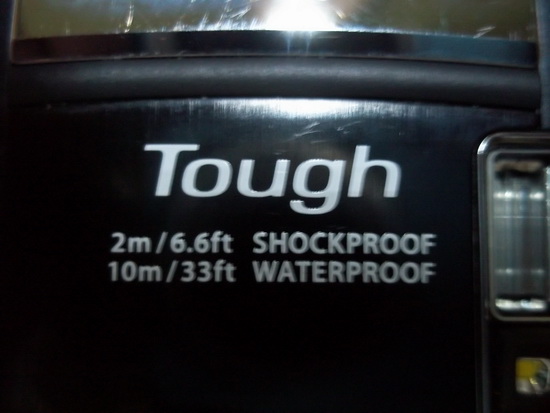 Tough
2m/6.6ft SHOCKPROOF
10m/33ft WATERPROOF